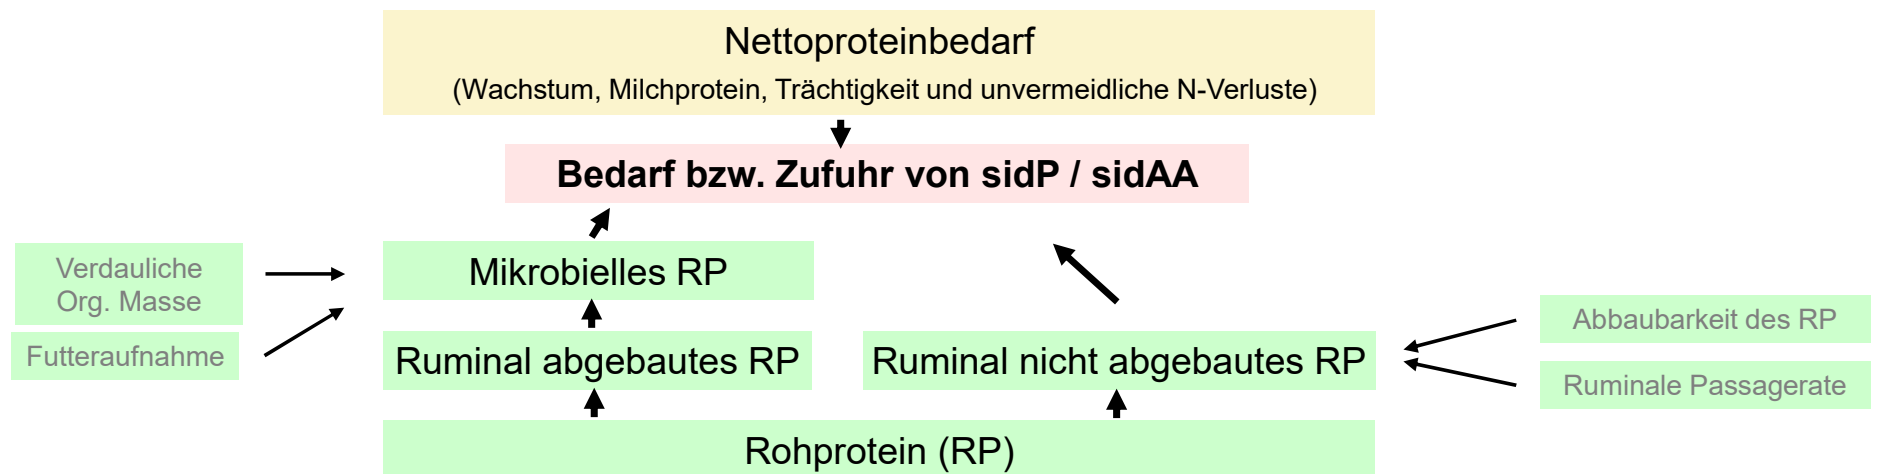 Nettoproteinbedarf
(Wachstum, Milchprotein, Trächtigkeit und unvermeidliche N-Verluste)
Bedarf bzw. Zufuhr von sidP / sidAA
Verdauliche
Org. Masse
Mikrobielles RP
Futteraufnahme
Ruminal abgebautes RP
Ruminal nicht abgebautes RP
Abbaubarkeit des RP
Ruminale Passagerate
Rohprotein (RP)